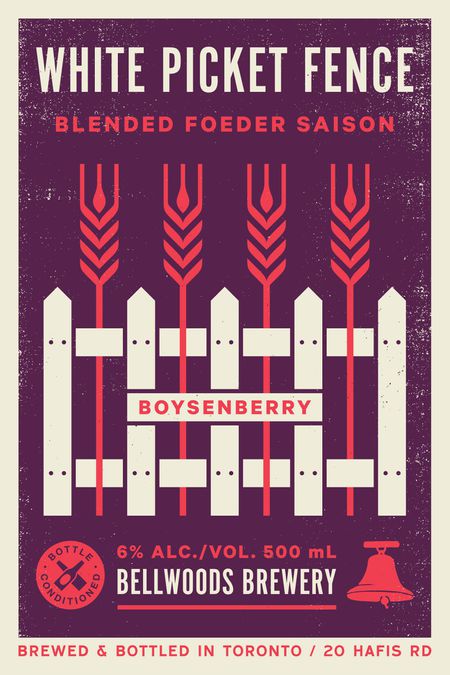 WHITE PICKET FENCE
BLENDED FOEDER SAISON
BOYSENBERRY
BOTTLE CONDITIONED
6% ALC./VOL. 500 mL
BELLWOODS BREWERY
BREWED & BOTTLED IN TORONTO / 20 HAFIS RD